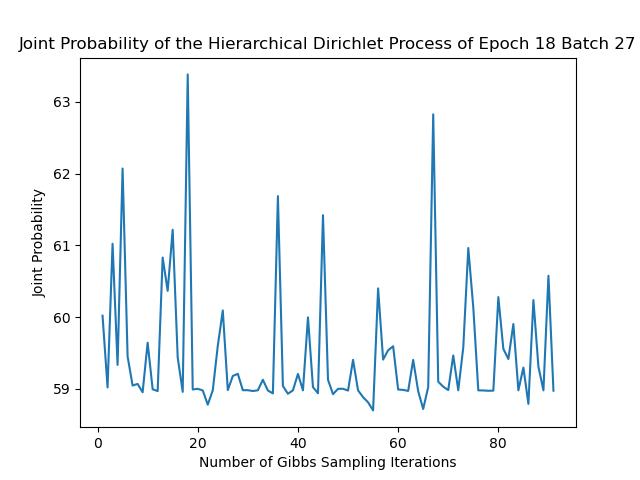 Joint Probability of the Hierarchical Dirichlet Process of Epoch 18 Batch 27
63
62
61
60
59
Joint Probability
0 20 40 60 80
Number of Gibbs Sampling Iterations